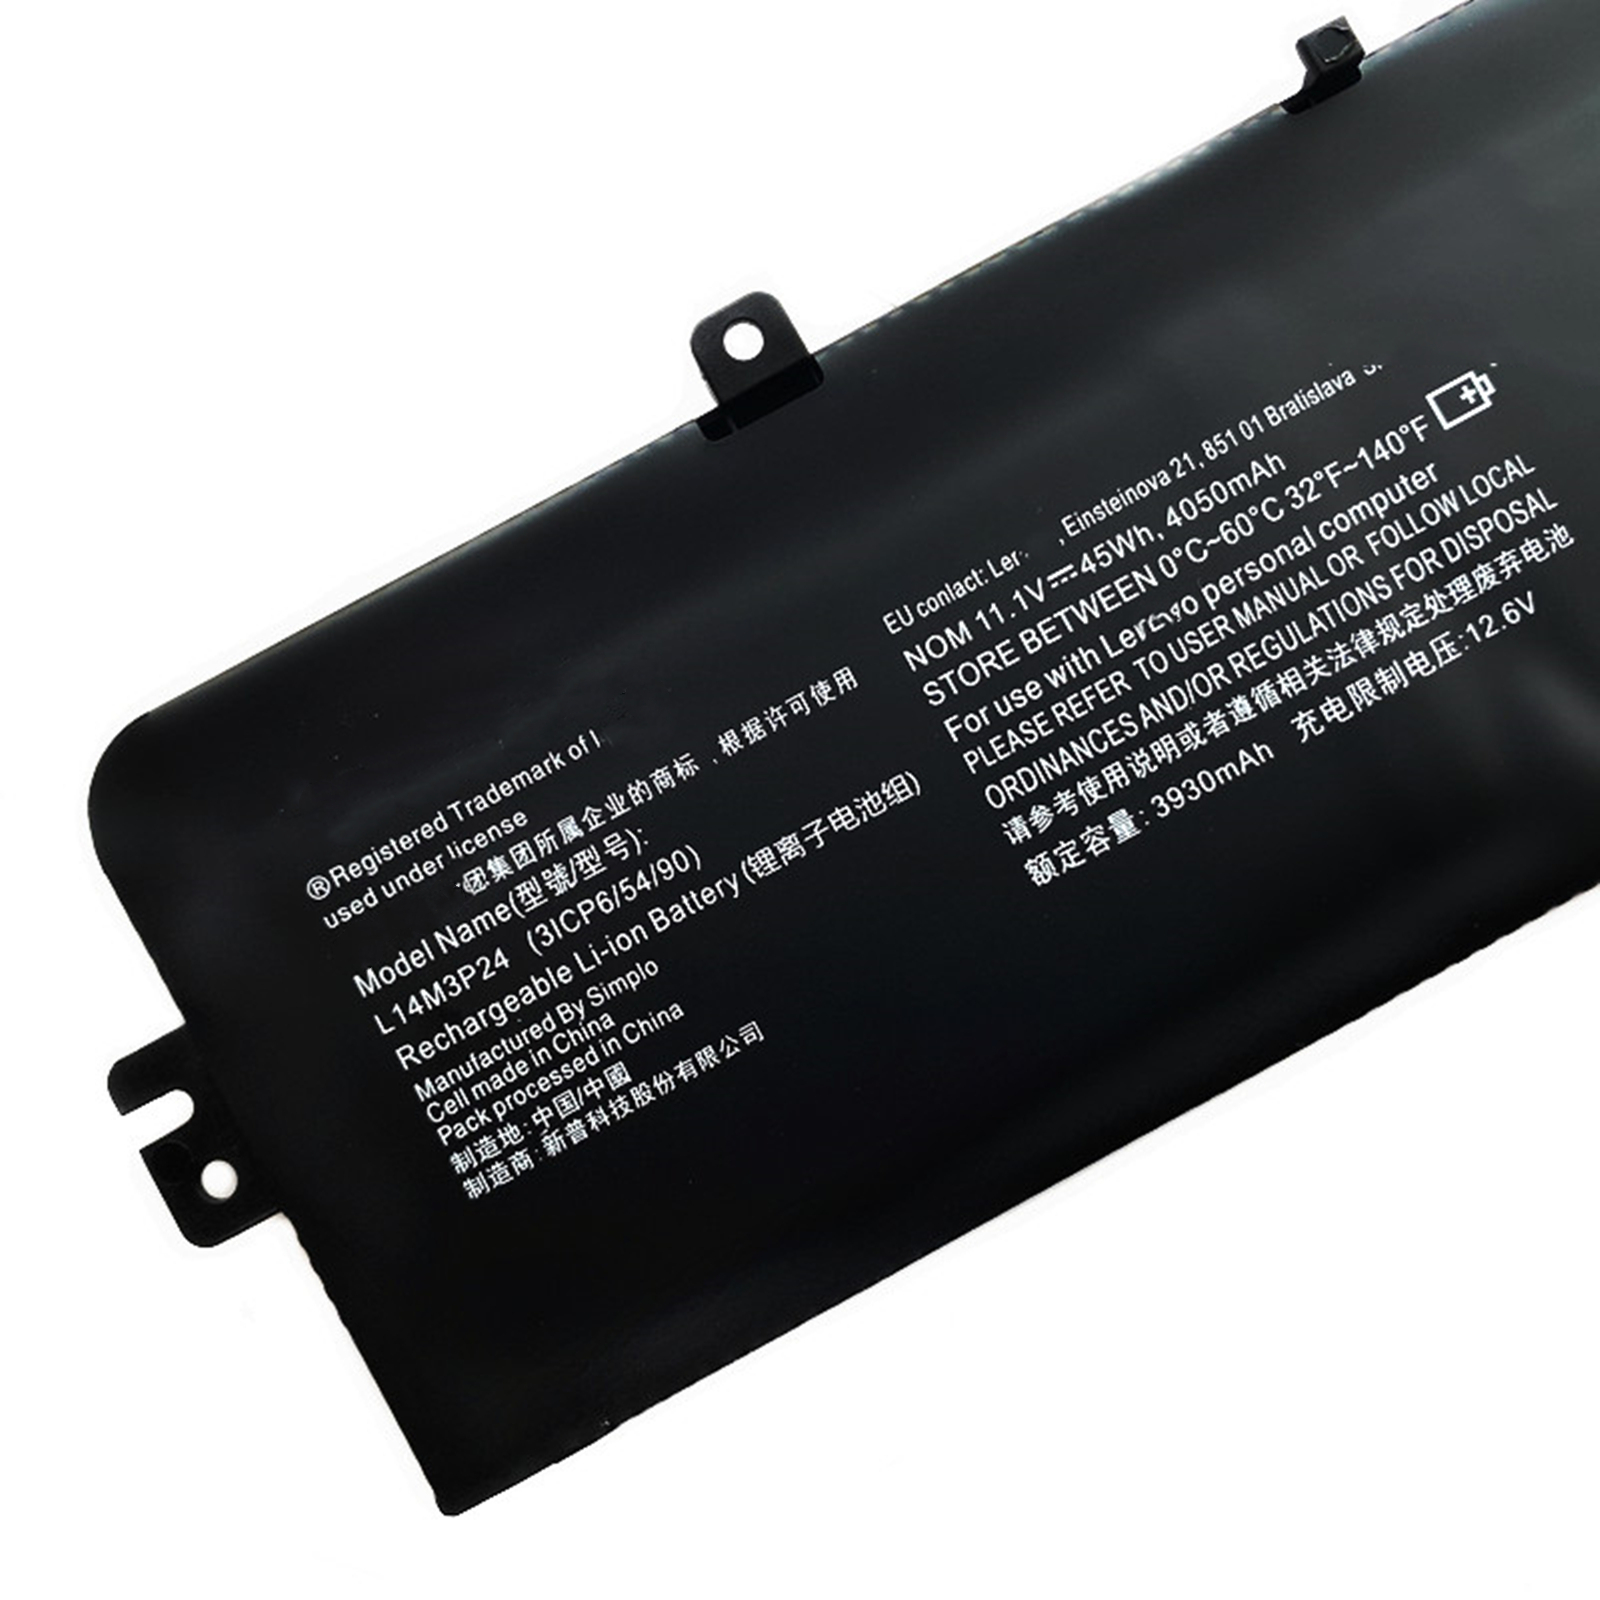 ®Registered Trademark of
used under license
团集团所属企业的商标，根据许可使用
Model Name(型號/型号):
L14M3P24 (3ICP6/54/90)
Rechargeable Li-ion Battery (锂离子电池组)
Manufactured By Simplo
Cell made in China
Pack processed in China
制造地: 中国/中國
制造商: 新普科技股份有限公司
EU conlact: , Einsteinova 21, 851 01 Bratislava
NOM 11.1V⎓45Wh, 4050mAh
STORE BETWEEN 0°C~60°C 32°F~140°F
For use with personal computer
PLEASE REFER TO USER MANUAL OR FOLLOW LOCAL
ORDINANCES AND/OR REGULATIONS FOR DISPOSAL
请参考使用说明或者遵循相关法律规定处理废弃电池
额定容量: 3930mAh 充电限制电压:12.6V